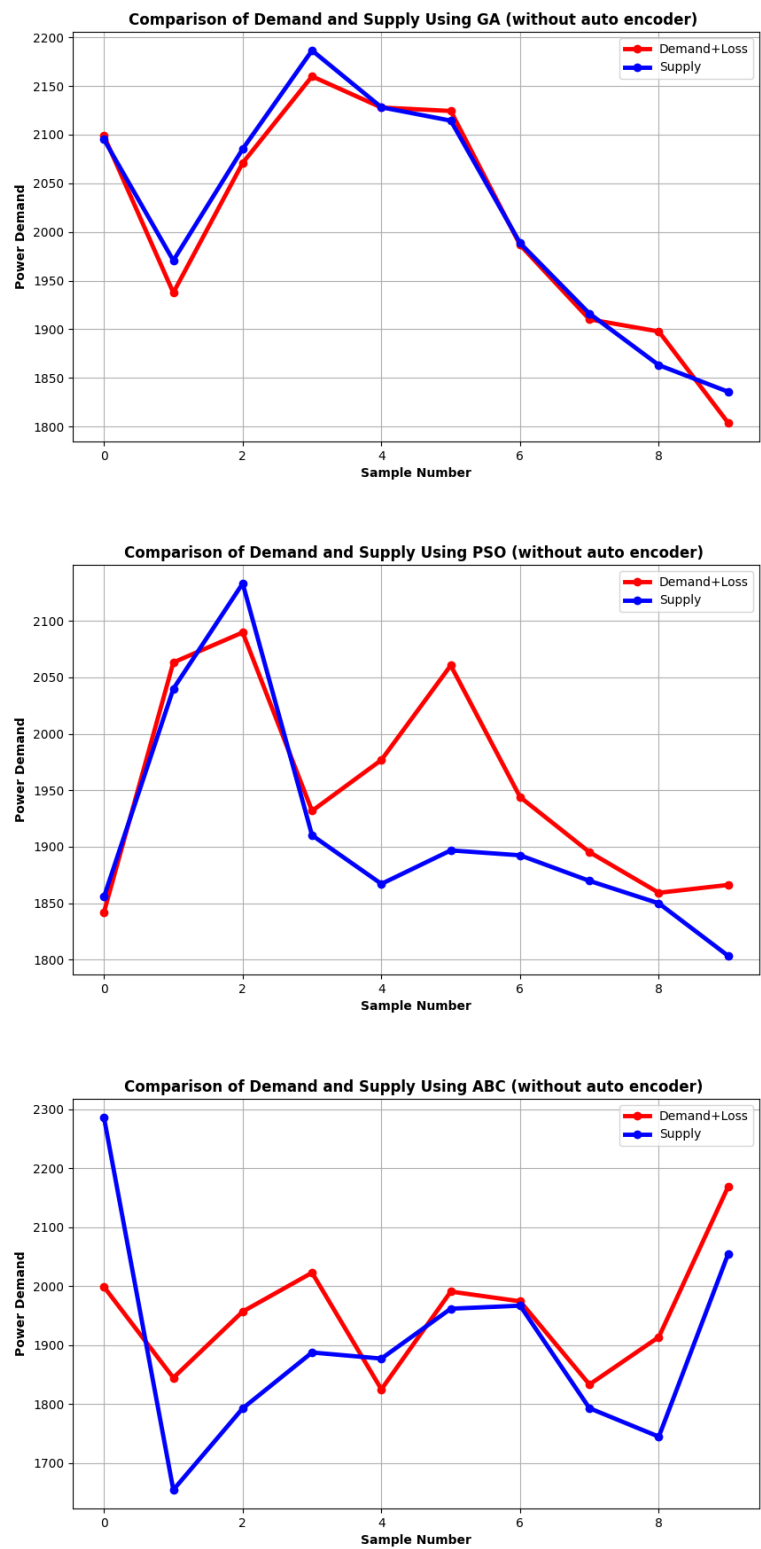 Comparison of Demand and Supply Using GA (without auto encoder)
2200
2150
2100
2050
2000
1950
1900
1850
1800
Power Demand
Demand+Loss
Supply
0 2 4 6 8
Sample Number
Comparison of Demand and Supply Using PSO (without auto encoder)
2100
2050
2000
1950
1900
1850
1800
Power Demand
Demand+Loss
Supply
0 2 4 6 8
Sample Number
Comparison of Demand and Supply Using ABC (without auto encoder)
2300
2200
2100
2000
1900
1800
1700
Power Demand
Demand+Loss
Supply
0 2 4 6 8
Sample Number